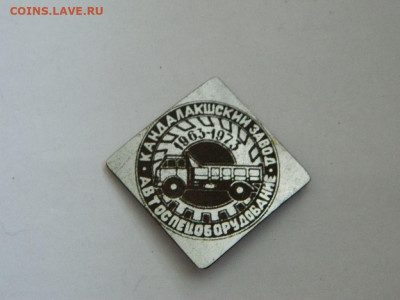 COINS.LAVE.RU
КАНДАЛАКШСКИЙ ЗАВОД
1963-1973
· АВТОСПЕЦОБОРУДОВАНИЕ ·